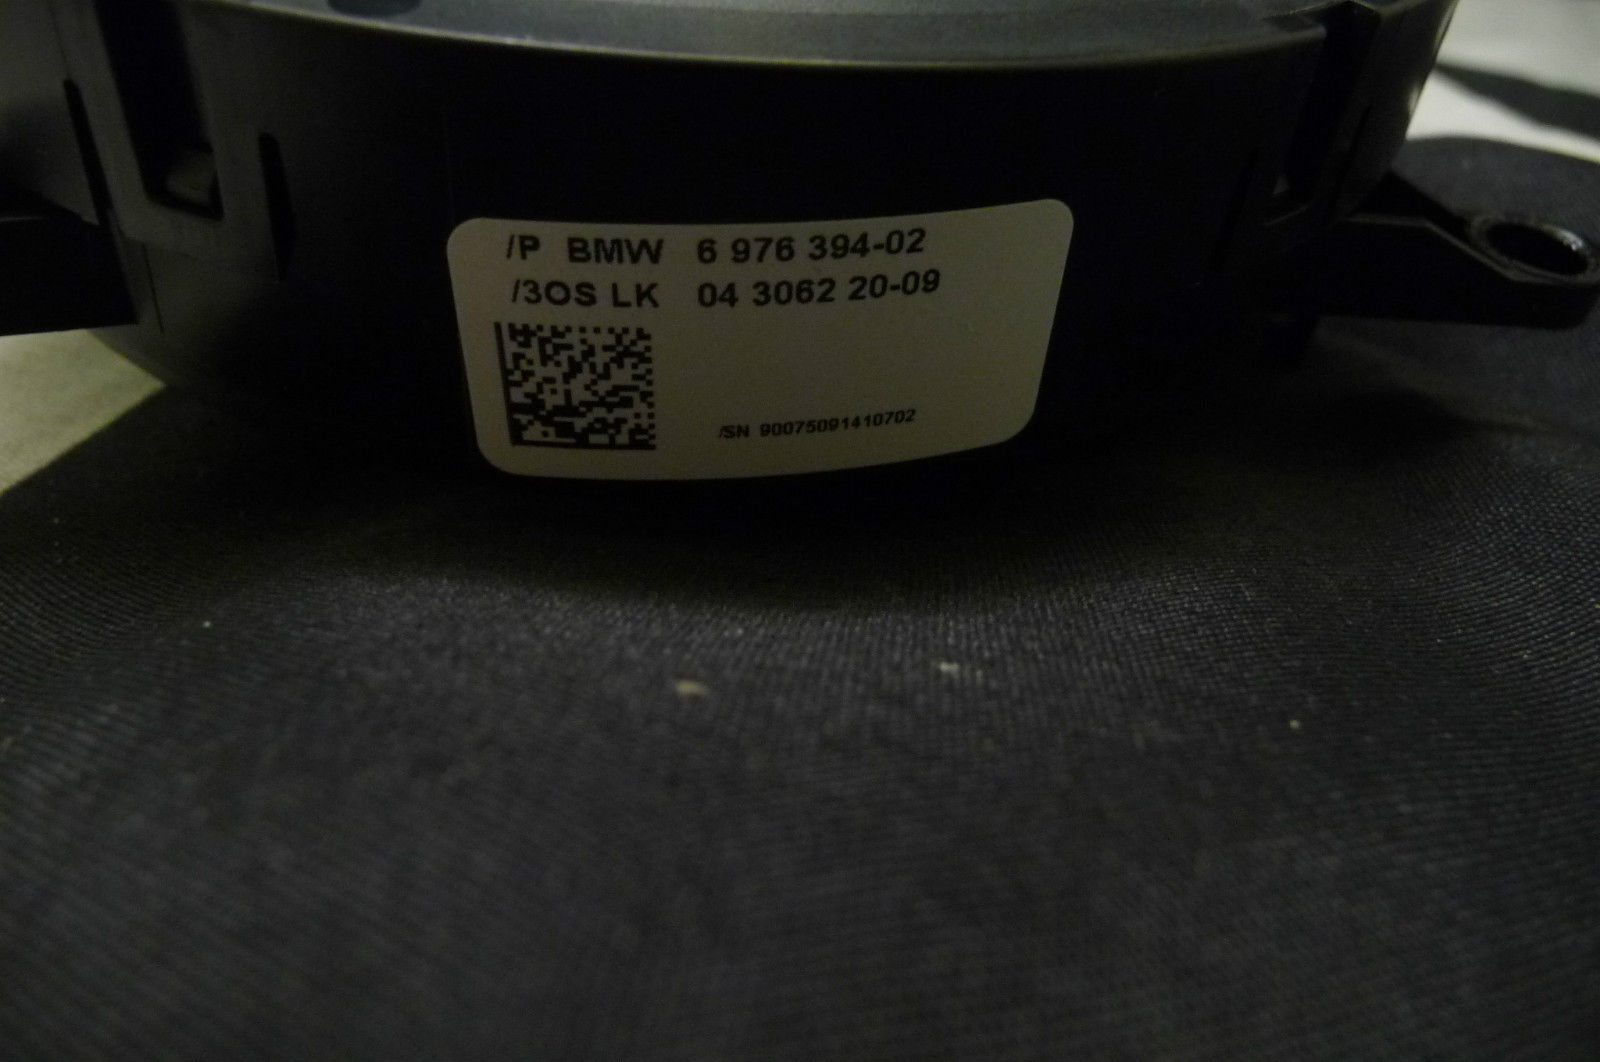 /P BMW 6 976 394-02
/3OS LK 04 3062 20-09
/SN 90075091410702